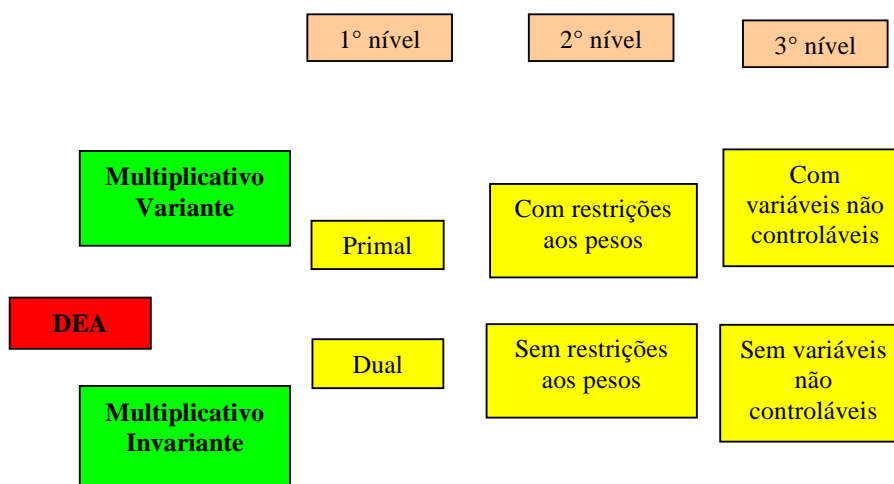 1° nível
2° nível
3° nível
Multiplicativo
Variante
Primal
Com restrições
aos pesos
Com
variáveis não
controláveis
DEA
Dual
Sem restrições
aos pesos
Sem variáveis
não
controláveis
Multiplicativo
Invariante